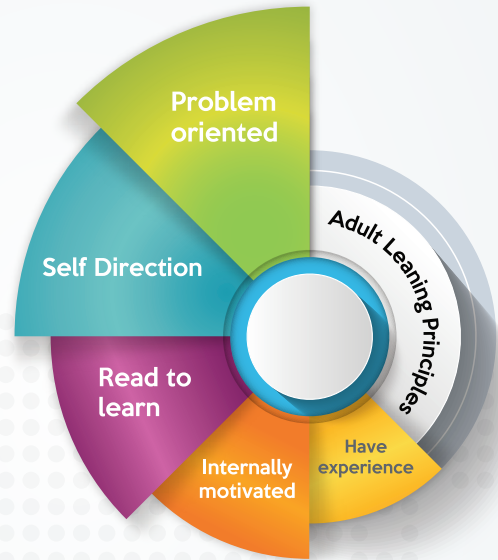 Problem
oriented
Self Direction
Read to
learn
Internally
motivated
Have
experience
Adult Leaning Principles